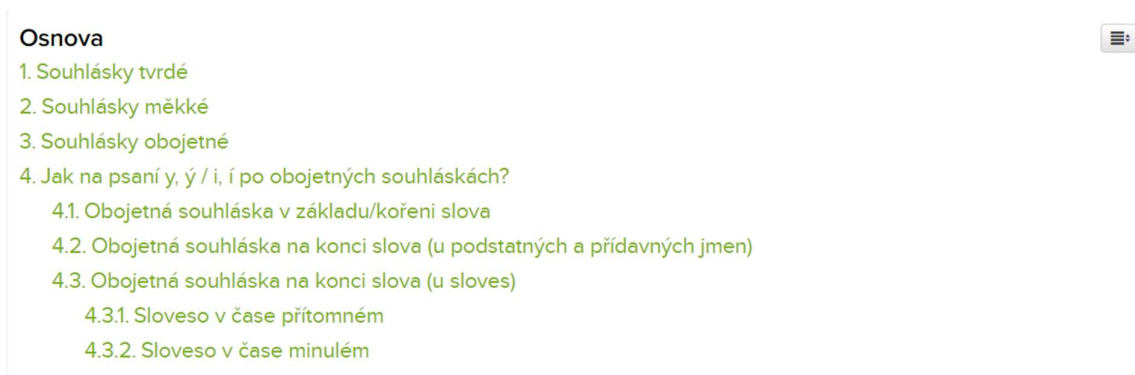 Osnova
1. Souhlásky tvrdé
2. Souhlásky měkké
3. Souhlásky obojetné
4. Jak na psaní y, ý / i, í po obojetných souhláskách?
4.1. Obojetná souhláska v základu/kořeni slova
4.2. Obojetná souhláska na konci slova (u podstatných a přídavných jmen)
4.3. Obojetná souhláska na konci slova (u sloves)
4.3.1. Sloveso v čase přítomném
4.3.2. Sloveso v čase minulém